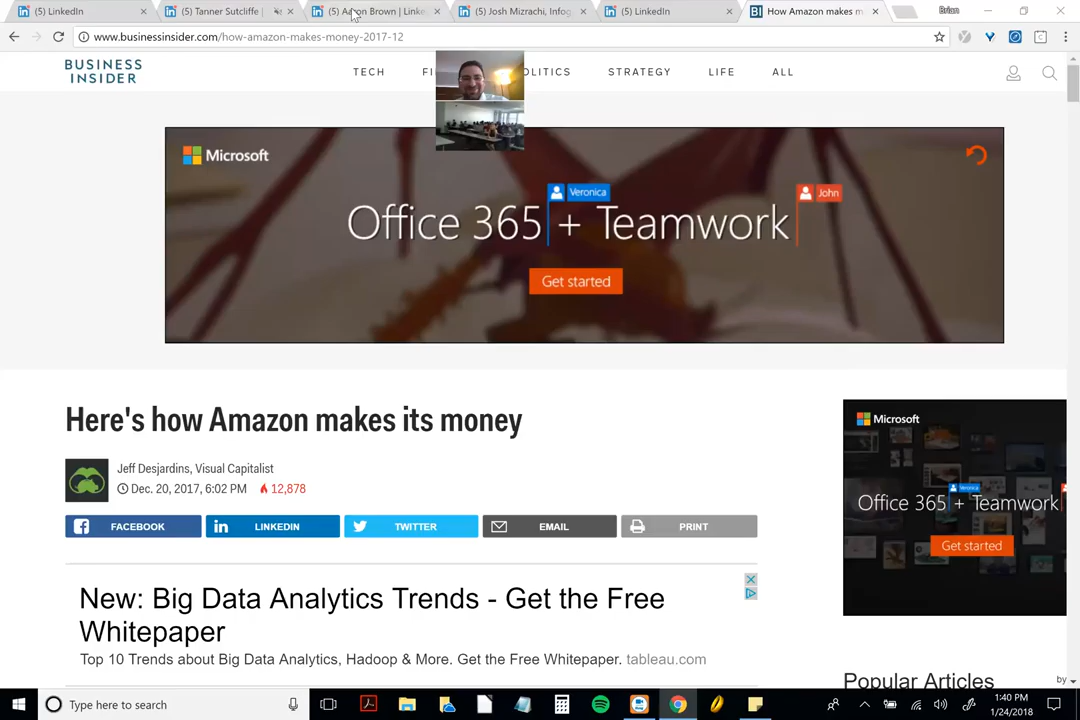 (5) LinkedIn
(5) Tanner Sutcliffe |
(5) Aaron Brown | Linke
(5) Josh Mizrachi, Infog
(5) LinkedIn
BI How Amazon makes m
Brian
www.businessinsider.com/how-amazon-makes-money-2017-12
BUSINESS
INSIDER
TECH
OLITICS
STRATEGY
LIFE
ALL
Microsoft
Veronica
John
Office 365 + Teamwork
Get started
Here's how Amazon makes its money
Jeff Desjardins, Visual Capitalist
Dec. 20, 2017, 6:02 PM 12,878
FACEBOOK
LINKEDIN
TWITTER
EMAIL
PRINT
Microsoft
Veronica
Office 365 + Teamwork
Get started
New: Big Data Analytics Trends - Get the Free
Whitepaper
Top 10 Trends about Big Data Analytics, Hadoop & More. Get the Free Whitepaper. tableau.com
Popular Articles
by
Type here to search
1:40 PM
1/24/2018